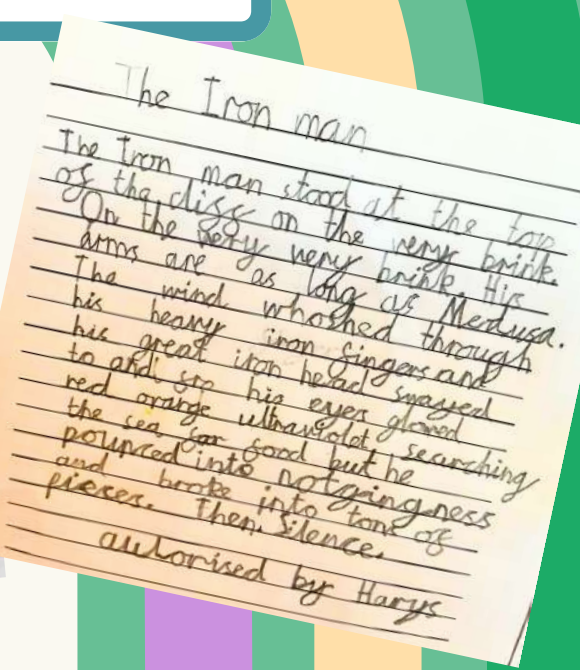 The Iron man
The Iron man stood at the top
of the cliff on the very brink.
On the very very brink. His
arms are as long as Medusa.
The wind whoshed through
his heavy iron fingers and
his great iron head swayed
to and fro his eyes glowed
red orange ultraviolet searching
the sea for food but he
pounced into notgingness
and broke into tons of
pieces. Then. Silence.
autorised by Harys